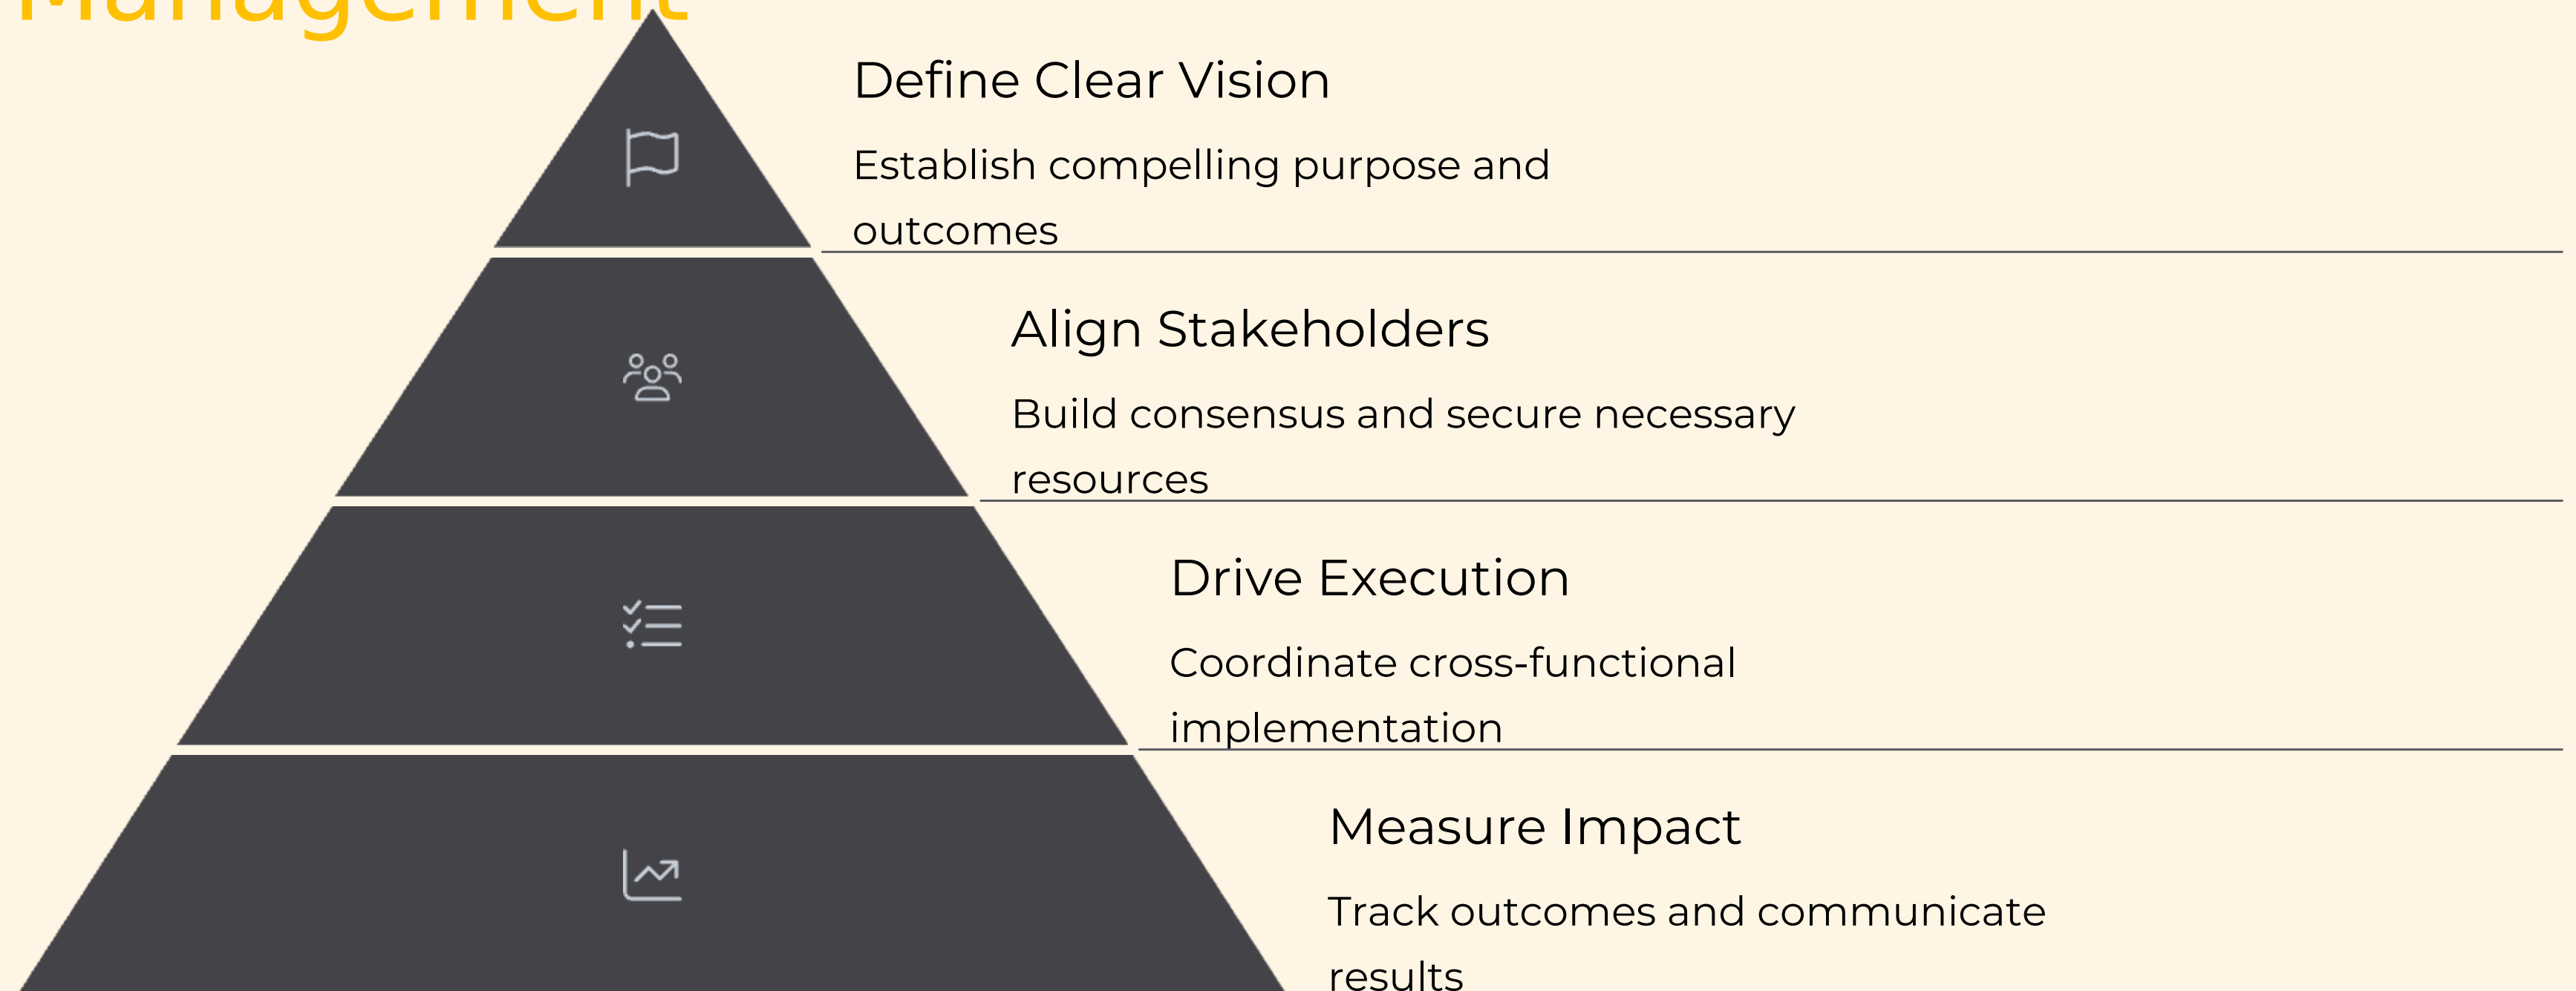 Management
Define Clear Vision
Establish compelling purpose and
outcomes
Align Stakeholders
Build consensus and secure necessary
resources
Drive Execution
Coordinate cross-functional
implementation
Measure Impact
Track outcomes and communicate
results